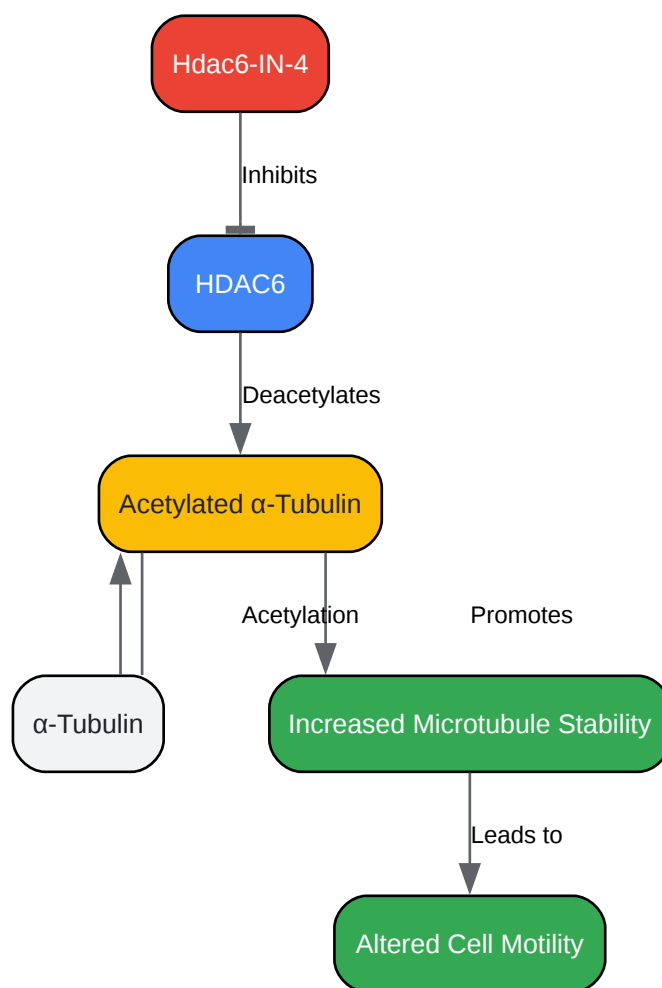 Hdac6-IN-4
Inhibits
HDAC6
Deacetylates
Acetylated α-Tubulin
Acetylation
Promotes
α-Tubulin
Increased Microtubule Stability
Leads to
Altered Cell Motility